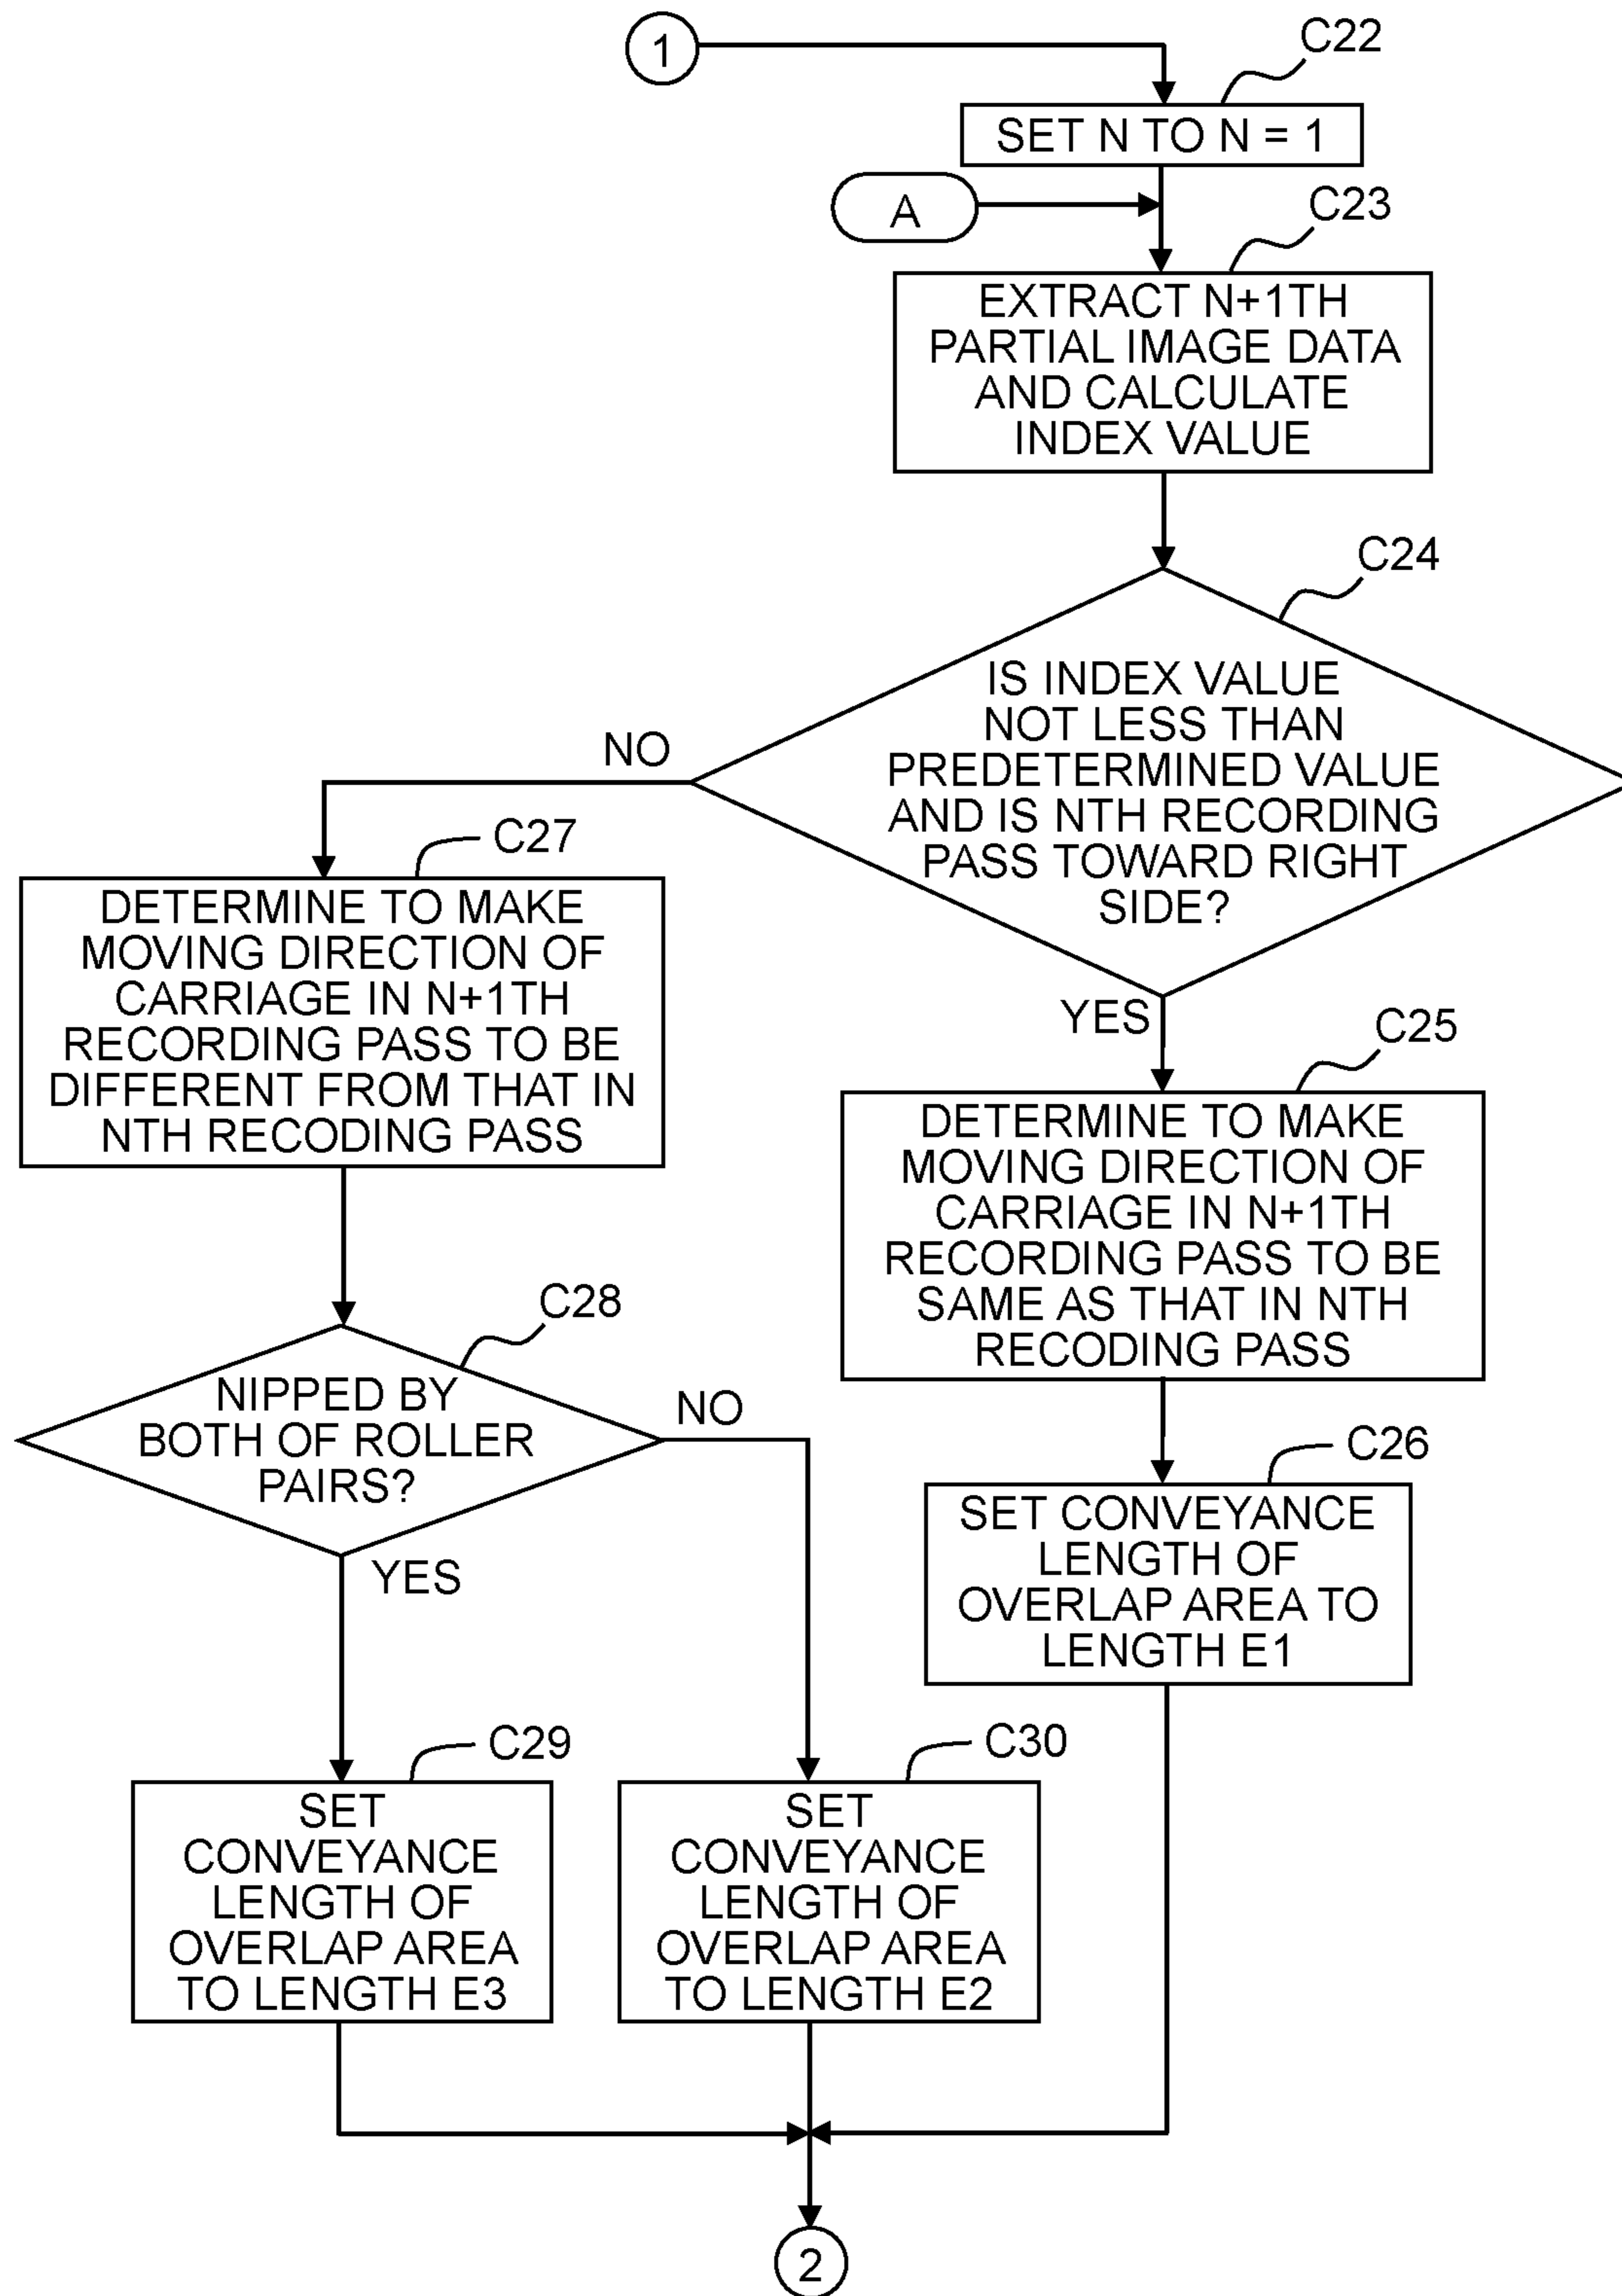 1
C22
SET N TO N = 1
A
C23
EXTRACT N+1TH
PARTIAL IMAGE DATA
AND CALCULATE
INDEX VALUE
C24
IS INDEX VALUE
NOT LESS THAN
PREDETERMINED VALUE
AND IS NTH RECORDING
PASS TOWARD RIGHT
SIDE?
NO
YES
C27
DETERMINE TO MAKE
MOVING DIRECTION OF
CARRIAGE IN N+1TH
RECORDING PASS TO BE
DIFFERENT FROM THAT IN
NTH RECODING PASS
C25
DETERMINE TO MAKE
MOVING DIRECTION OF
CARRIAGE IN N+1TH
RECORDING PASS TO BE
SAME AS THAT IN NTH
RECODING PASS
C28
NIPPED BY
BOTH OF ROLLER
PAIRS?
NO
YES
C26
SET CONVEYANCE
LENGTH OF
OVERLAP AREA TO
LENGTH E1
C29
SET
CONVEYANCE
LENGTH OF
OVERLAP AREA
TO LENGTH E3
C30
SET
CONVEYANCE
LENGTH OF
OVERLAP AREA
TO LENGTH E2
2